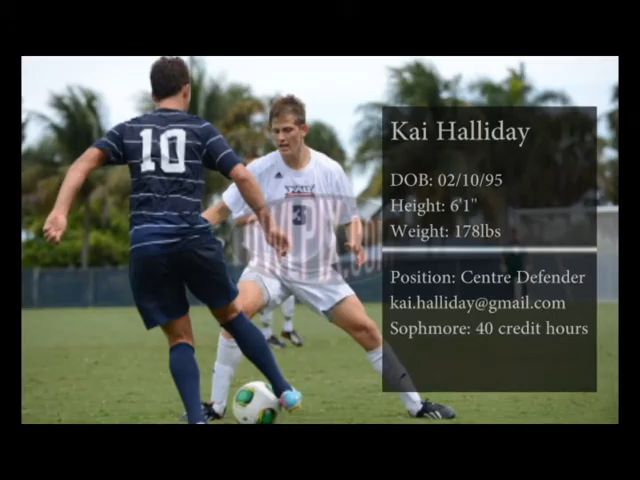 Kai Halliday
DOB: 02/10/95
Height: 6'1"
Weight: 178lbs
Position: Centre Defender
kai.halliday@gmail.com
Sophmore: 40 credit hours
10
3